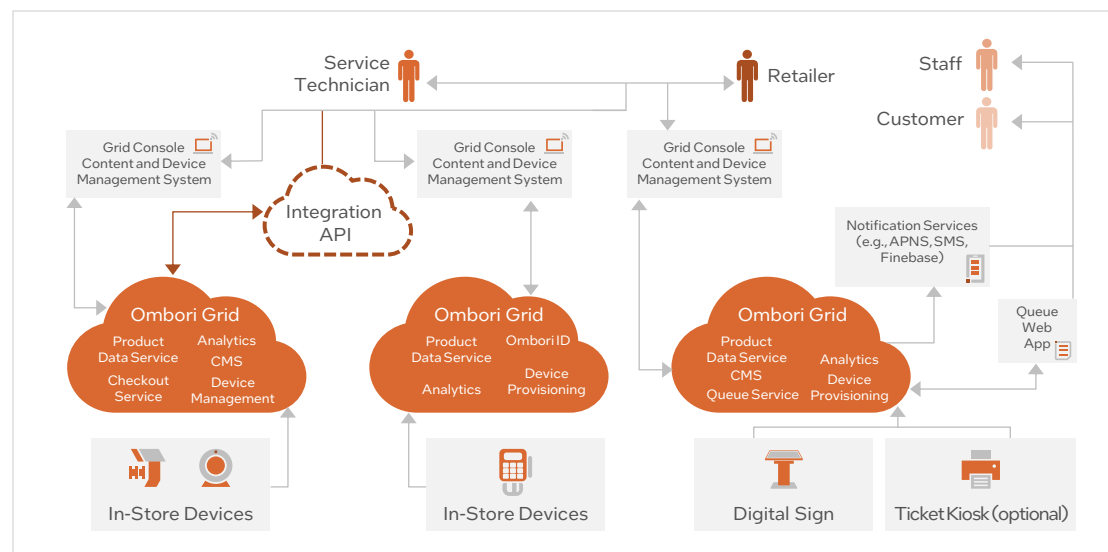 Service
Technician
Retailer
Staff
Customer
Grid Console
Content and Device
Management System
Grid Console
Content and Device
Management System
Grid Console
Content and Device
Management System
Integration
API
Notification Services
(e.g., APNS, SMS,
Finebase)
Queue
Web
App
Ombori Grid
Product
Data Service
Checkout
Service
Analytics
CMS
Device
Management
Ombori Grid
Product
Data Service
Analytics
Ombori ID
Device
Provisioning
Ombori Grid
Product
Data Service
CMS
Queue Service
Analytics
Device
Provisioning
In-Store Devices
In-Store Devices
Digital Sign
Ticket Kiosk (optional)